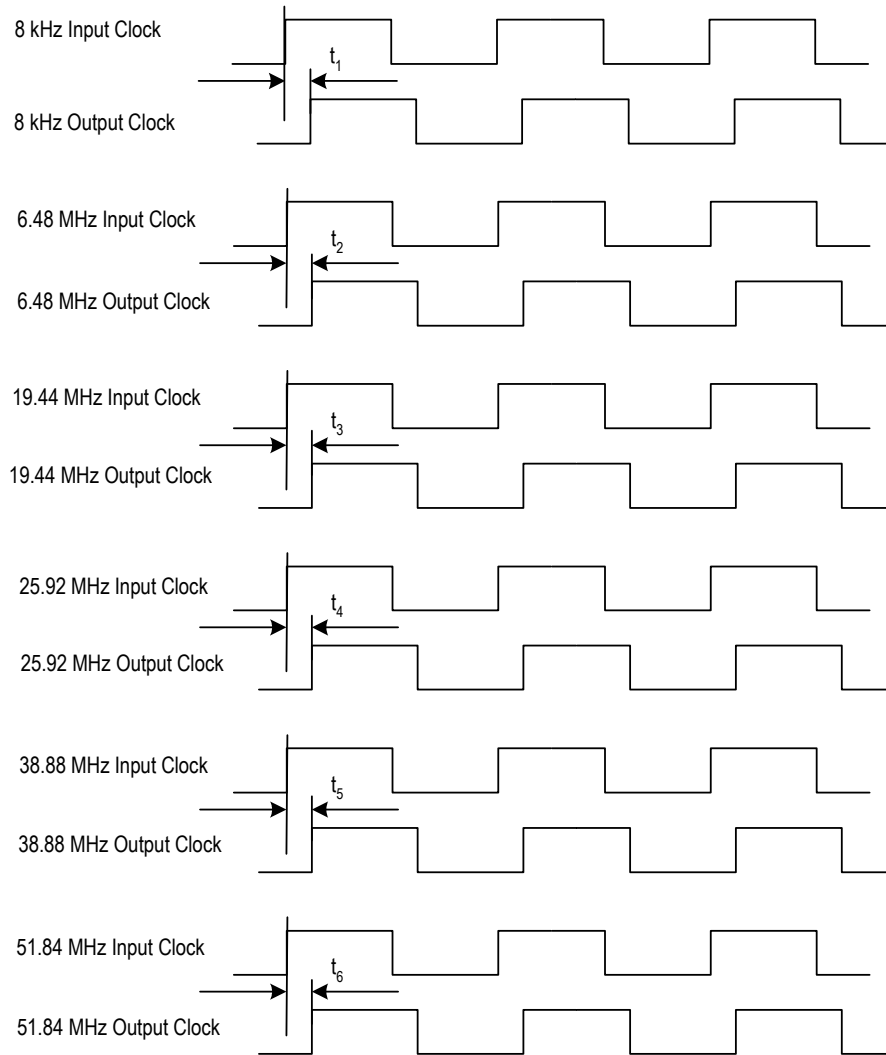 8 kHz Input Clock
t1
8 kHz Output Clock
6.48 MHz Input Clock
t2
6.48 MHz Output Clock
19.44 MHz Input Clock
t3
19.44 MHz Output Clock
25.92 MHz Input Clock
t4
25.92 MHz Output Clock
38.88 MHz Input Clock
t5
38.88 MHz Output Clock
51.84 MHz Input Clock
t6
51.84 MHz Output Clock